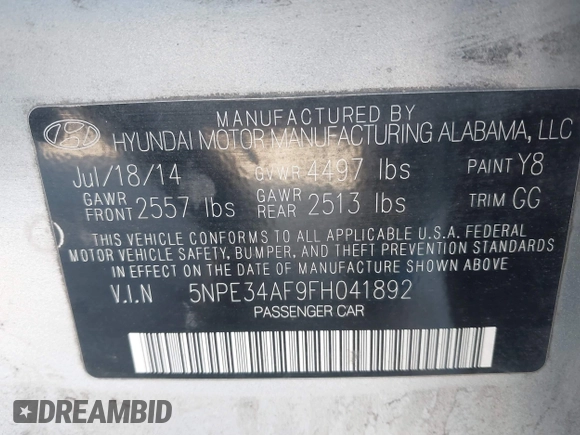 MANUFACTURED BY
HYUNDAI MOTOR MANUFACTURING ALABAMA, LLC
Jul/18/14 GVWR 4497 lbs PAINT Y8
GAWR FRONT 2557 lbs GAWR REAR 2513 lbs TRIM GG
THIS VEHICLE CONFORMS TO ALL APPLICABLE U.S.A. FEDERAL
MOTOR VEHICLE SAFETY, BUMPER, AND THEFT PREVENTION STANDARDS
IN EFFECT ON THE DATE OF MANUFACTURE SHOWN ABOVE.
V.I.N 5NPE34AF9FH041892
PASSENGER CAR
DREAMBID